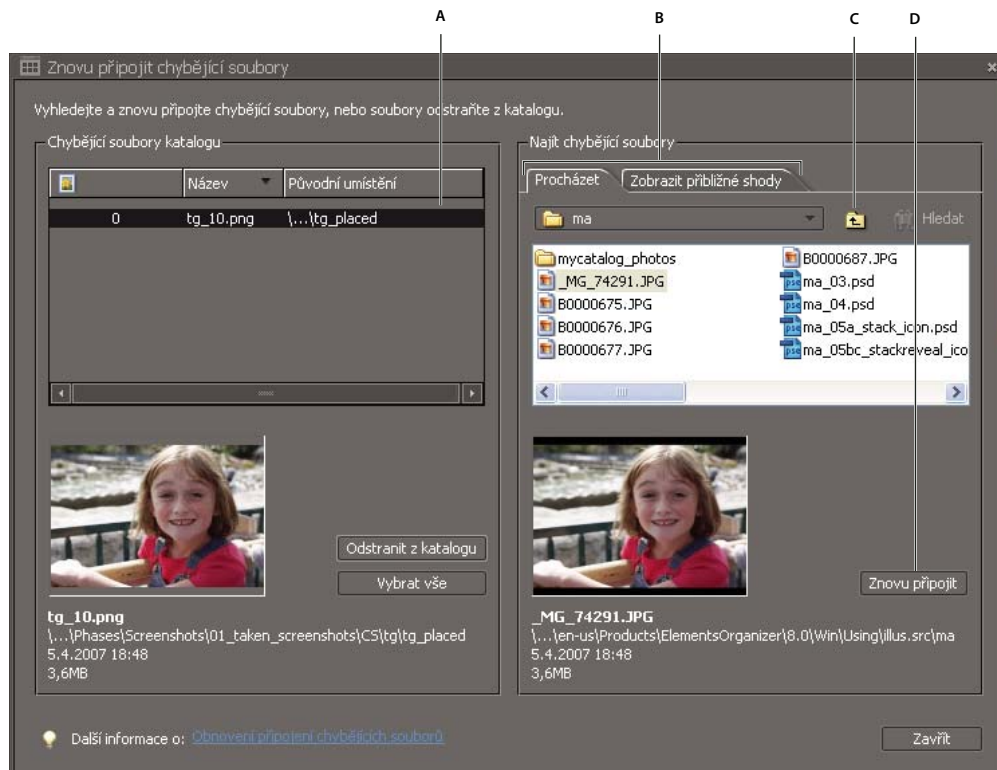 A B C D
Znovu připojit chybějící soubory
Vyhledejte a znovu připojte chybějící soubory, nebo soubory odstraňte z katalogu.
Chybějící soubory katalogu
Název Původní umístění
0 tg_10.png \...\tg_placed
Odstranit z katalogu
Vybrat vše
tg_10.png
\...\Phases\Screenshots\01_taken_screenshots\CS\tg\tg_placed
5.4.2007 18:48
3,6MB
Najít chybějící soubory
Procházet Zobrazit přibližné shody
ma Hledat
mycatalog_photos
_MG_74291.JPG
B0000675.JPG
B0000676.JPG
B0000677.JPG
B0000687.JPG
ma_03.psd
ma_04.psd
ma_05a_stack_icon.psd
ma_05bc_stackreveal_ico
Znovu připojit
_MG_74291.JPG
\...\en-us\Products\ElementsOrganizer\8.0\Win\Using\illus.src\ma
5.4.2007 18:48
3,6MB
Další informace o: Obnovení připojení chybějících souborů
Zavřít